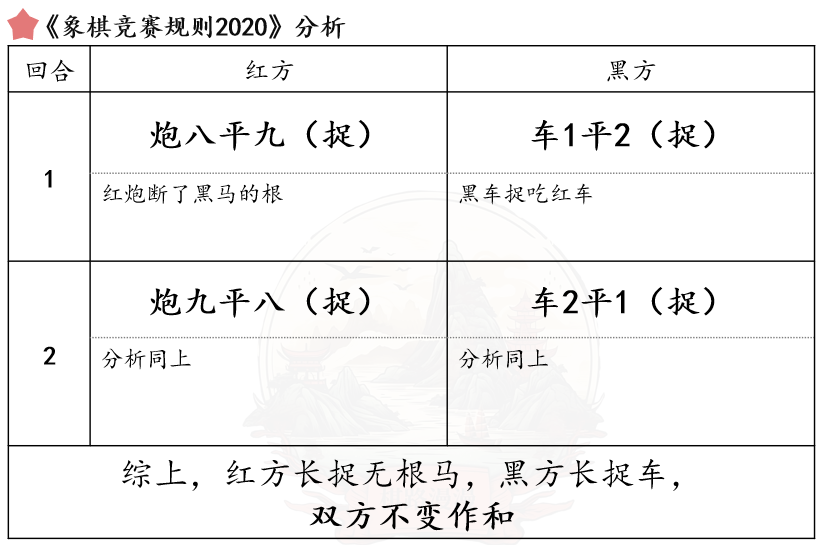 《象棋竞赛规则2020》分析
回合 红方 黑方
1
炮八平九（捉） 车1平2（捉）
红炮断了黑马的根 黑车捉吃红车
2
炮九平八（捉） 车2平1（捉）
分析同上 分析同上
综上，红方长捉无根马，黑方长捉车，
双方不变作和